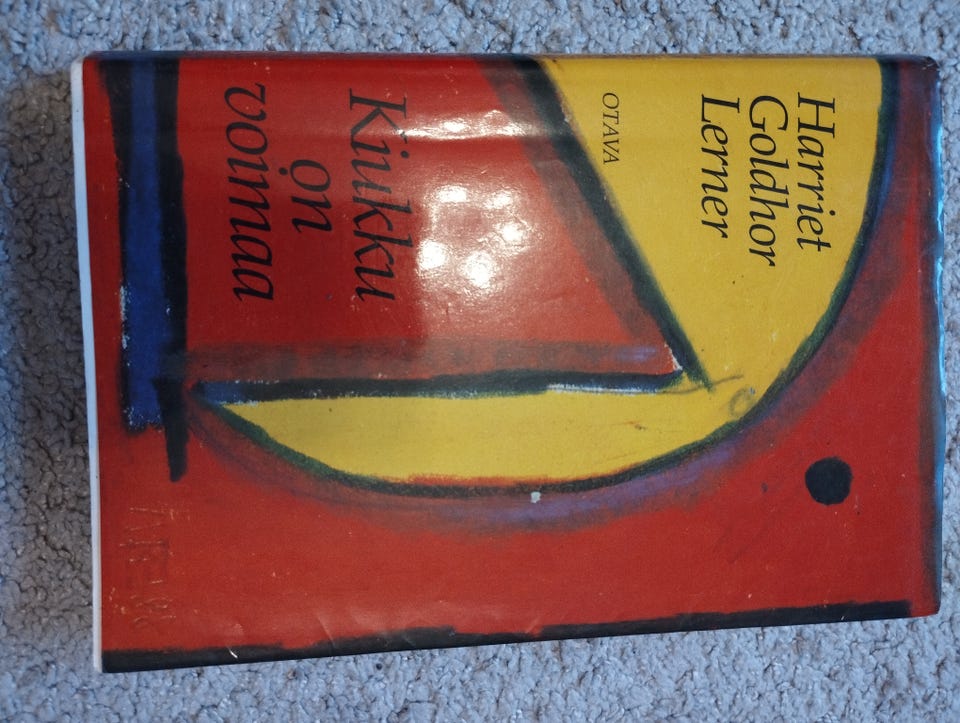 Harriet
Goldhor
Lerner
OTAVA
Kiukku
on
voimaa